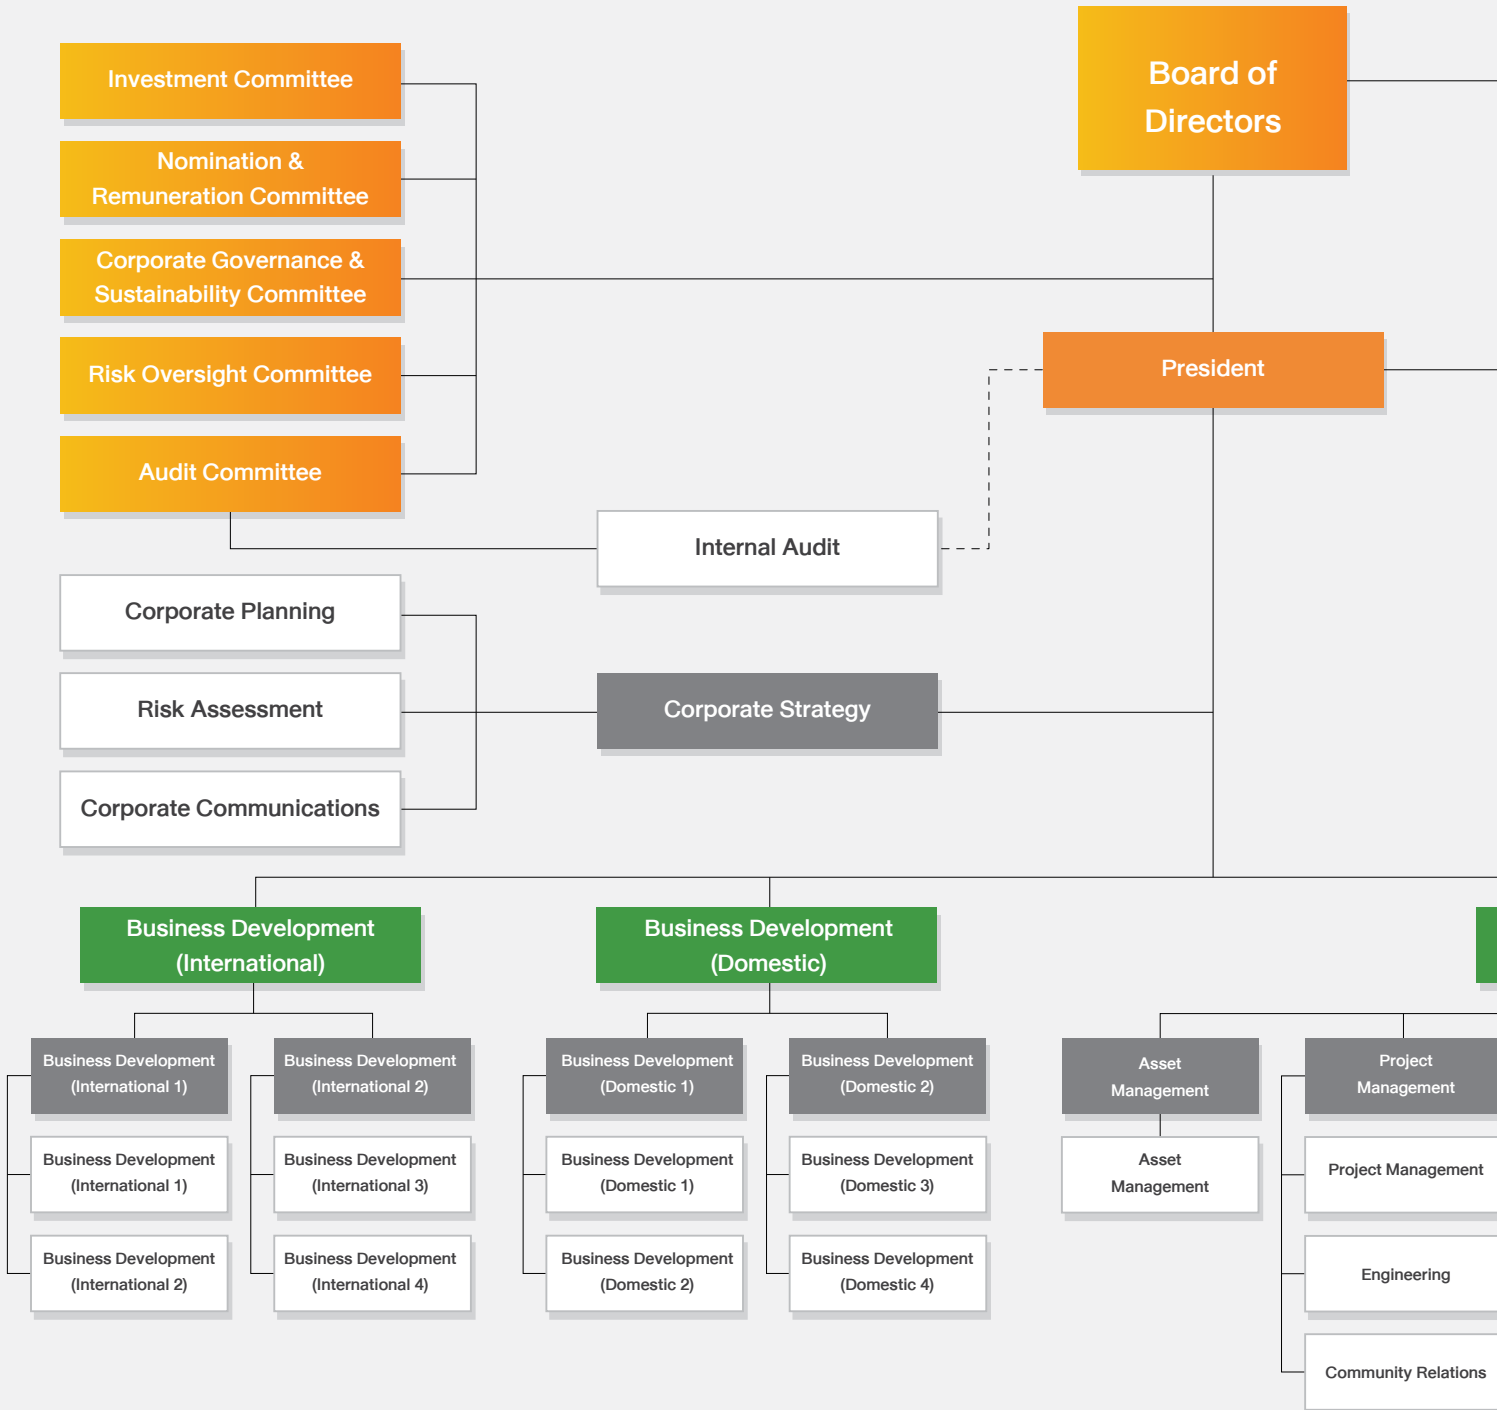 Board of
Directors
Investment Committee
Nomination &
Remuneration Committee
Corporate Governance &
Sustainability Committee
Risk Oversight Committee
Audit Committee
President
Internal Audit
Corporate Planning
Risk Assessment
Corporate Communications
Corporate Strategy
Business Development
(International)
Business Development
(Domestic)
Business Development
(International 1)
Business Development
(International 2)
Business Development
(Domestic 1)
Business Development
(Domestic 2)
Asset
Management
Project
Management
Business Development
(International 1)
Business Development
(International 3)
Business Development
(Domestic 1)
Business Development
(Domestic 3)
Asset
Management
Project Management
Business Development
(International 2)
Business Development
(International 4)
Business Development
(Domestic 2)
Business Development
(Domestic 4)
Engineering
Community Relations